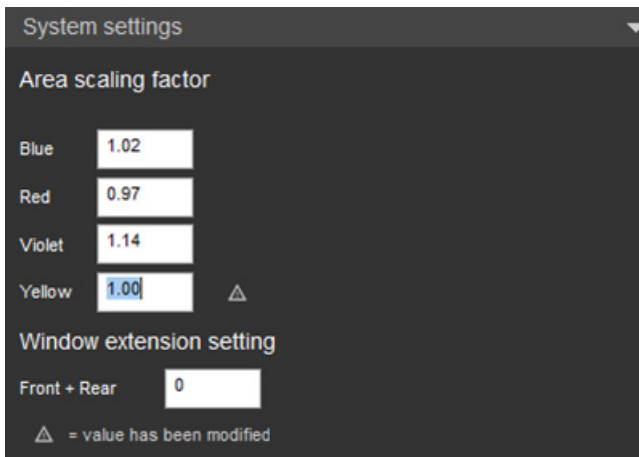 System settings
Area scaling factor
Blue 1.02
Red 0.97
Violet 1.14
Yellow 1.00
Window extension setting
Front + Rear 0
= value has been modified